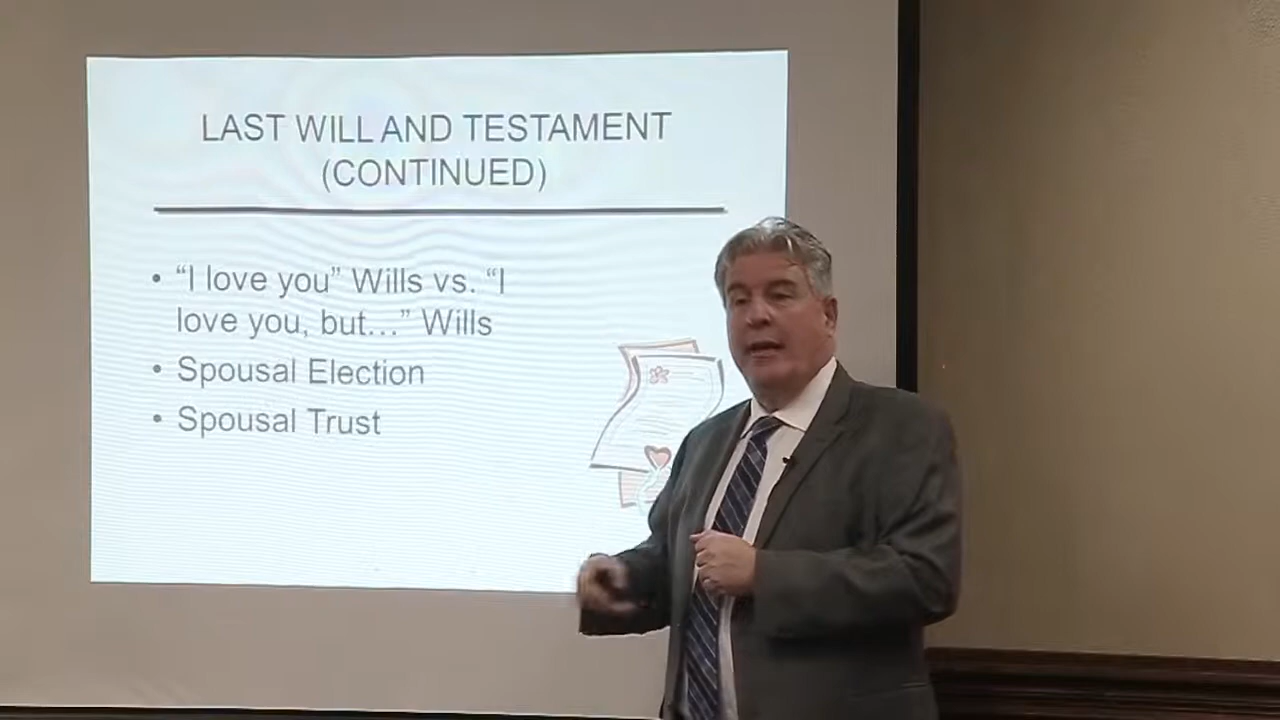 LAST WILL AND TESTAMENT
(CONTINUED)
• “I love you” Wills vs. “I
love you, but…” Wills
• Spousal Election
• Spousal Trust